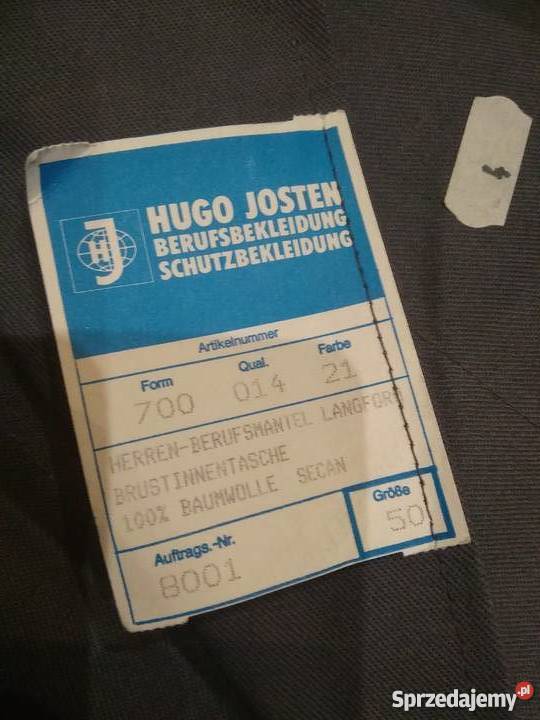 HUGO JOSTEN
BERUFSBEKLEIDUNG
SCHUTZBEKLEIDUNG
Artikelnummer
Form Qual. Farbe
700 014 21
HERREN-BERUFSMANTEL LANGFORM
BRUSTINNENTASCHE
100% BAUMWOLLE SECAN
Größe
50
Auftrags.-Nr.
8001
4
Sprzedajemy.pl